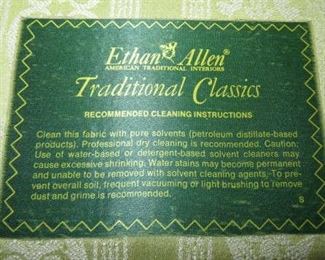 Ethan Allen®
AMERICAN TRADITIONAL INTERIORS
Traditional Classics
RECOMMENDED CLEANING INSTRUCTIONS
Clean this fabric with pure solvents (petroleum distillate-based
products). Professional dry cleaning is recommended. Caution:
Use of water-based or detergent-based solvent cleaners may
cause excessive shrinking. Water stains may become permanent
and unable to be removed with solvent cleaning agents. To pre
vent overall soil, frequent vacuuming or light brushing to remove
dust and grime is recommended.
S